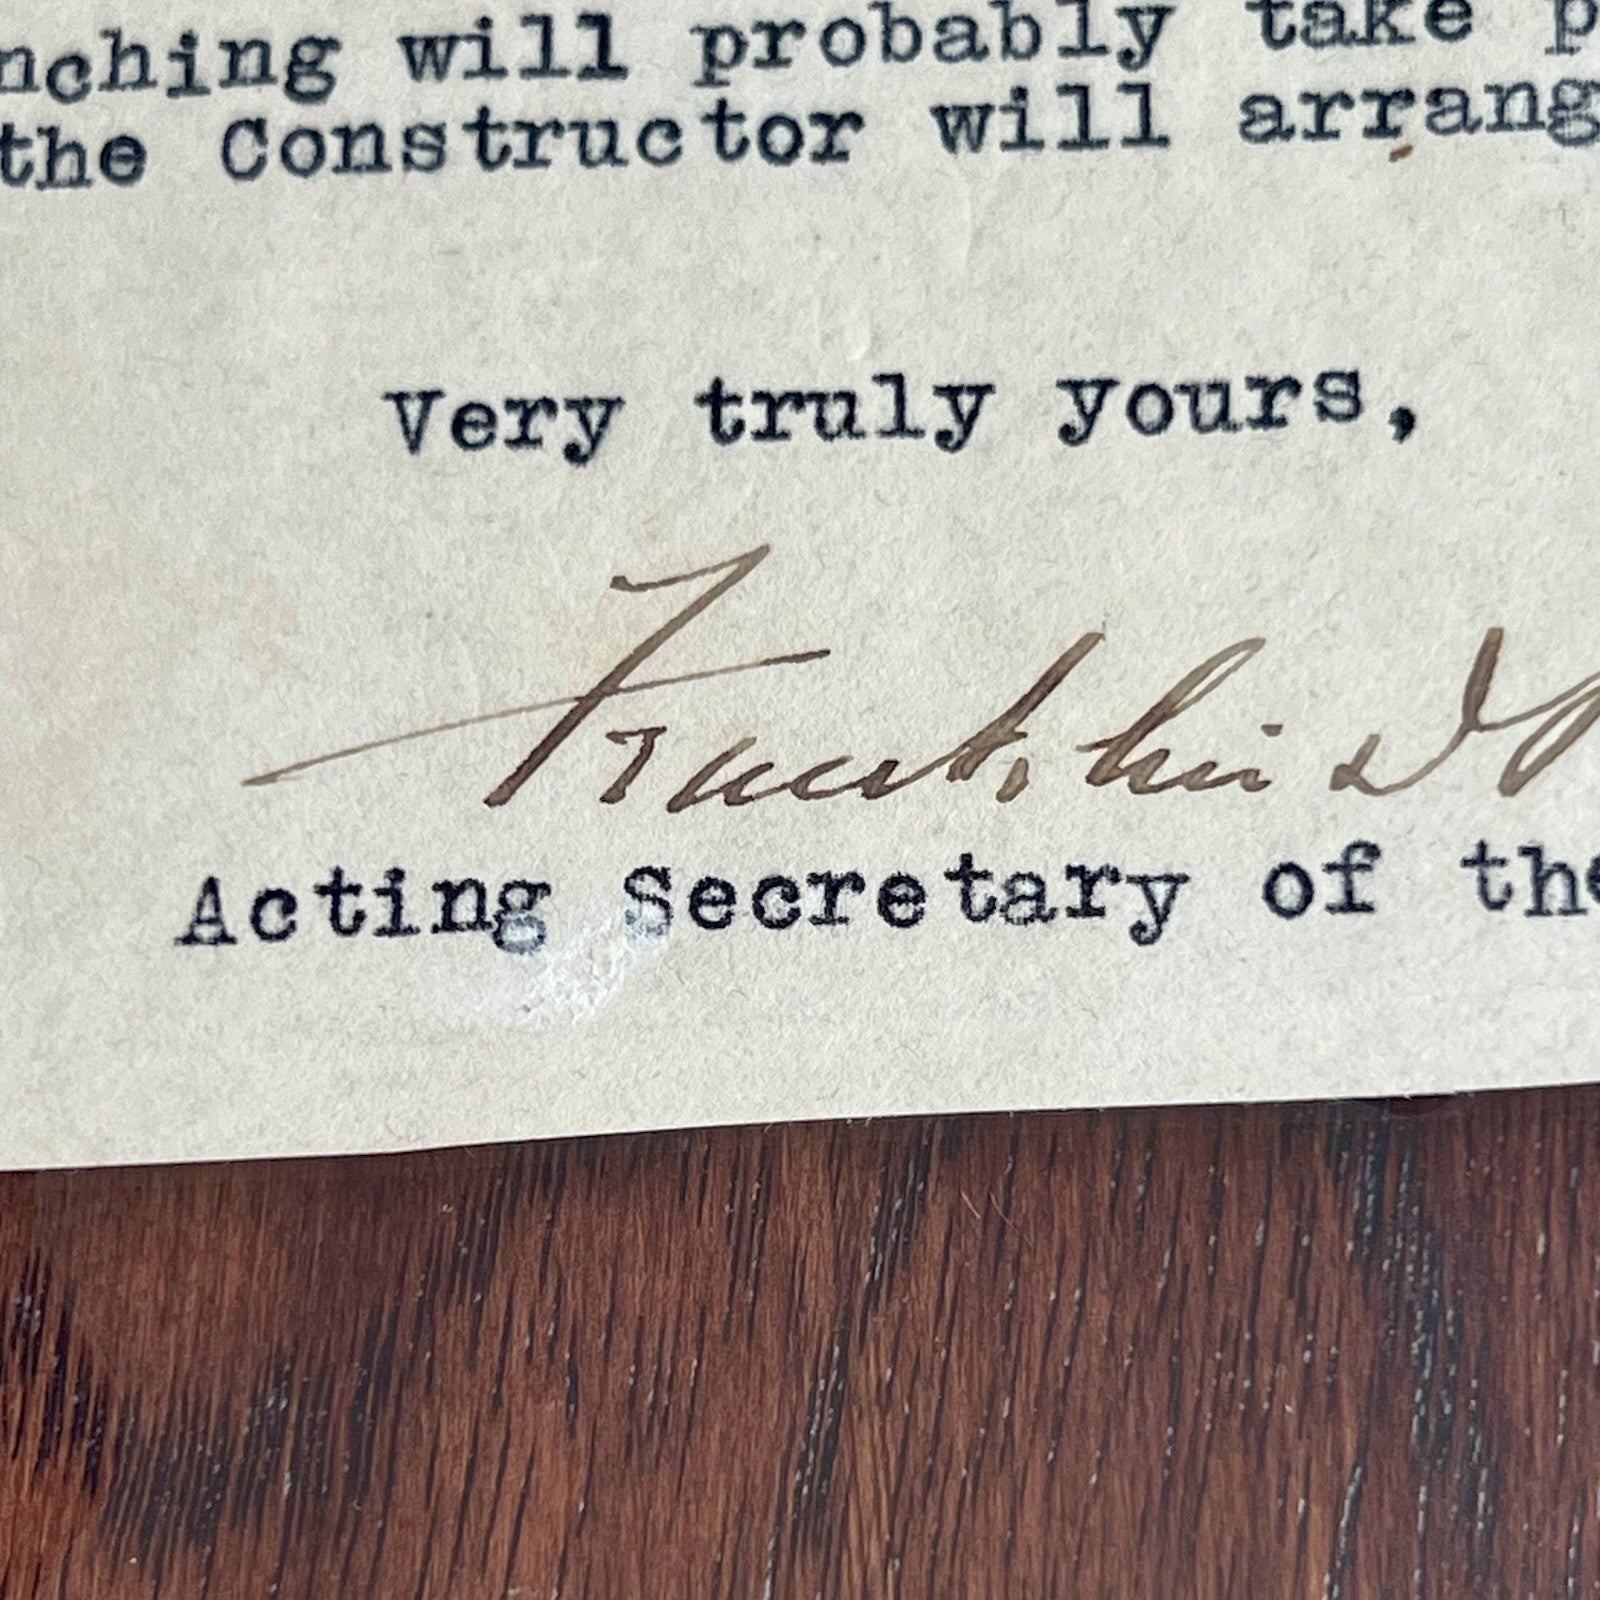 nching will probably take p
the Constructor will arrang
Very truly yours,
Franklin D R
Acting Secretary of the